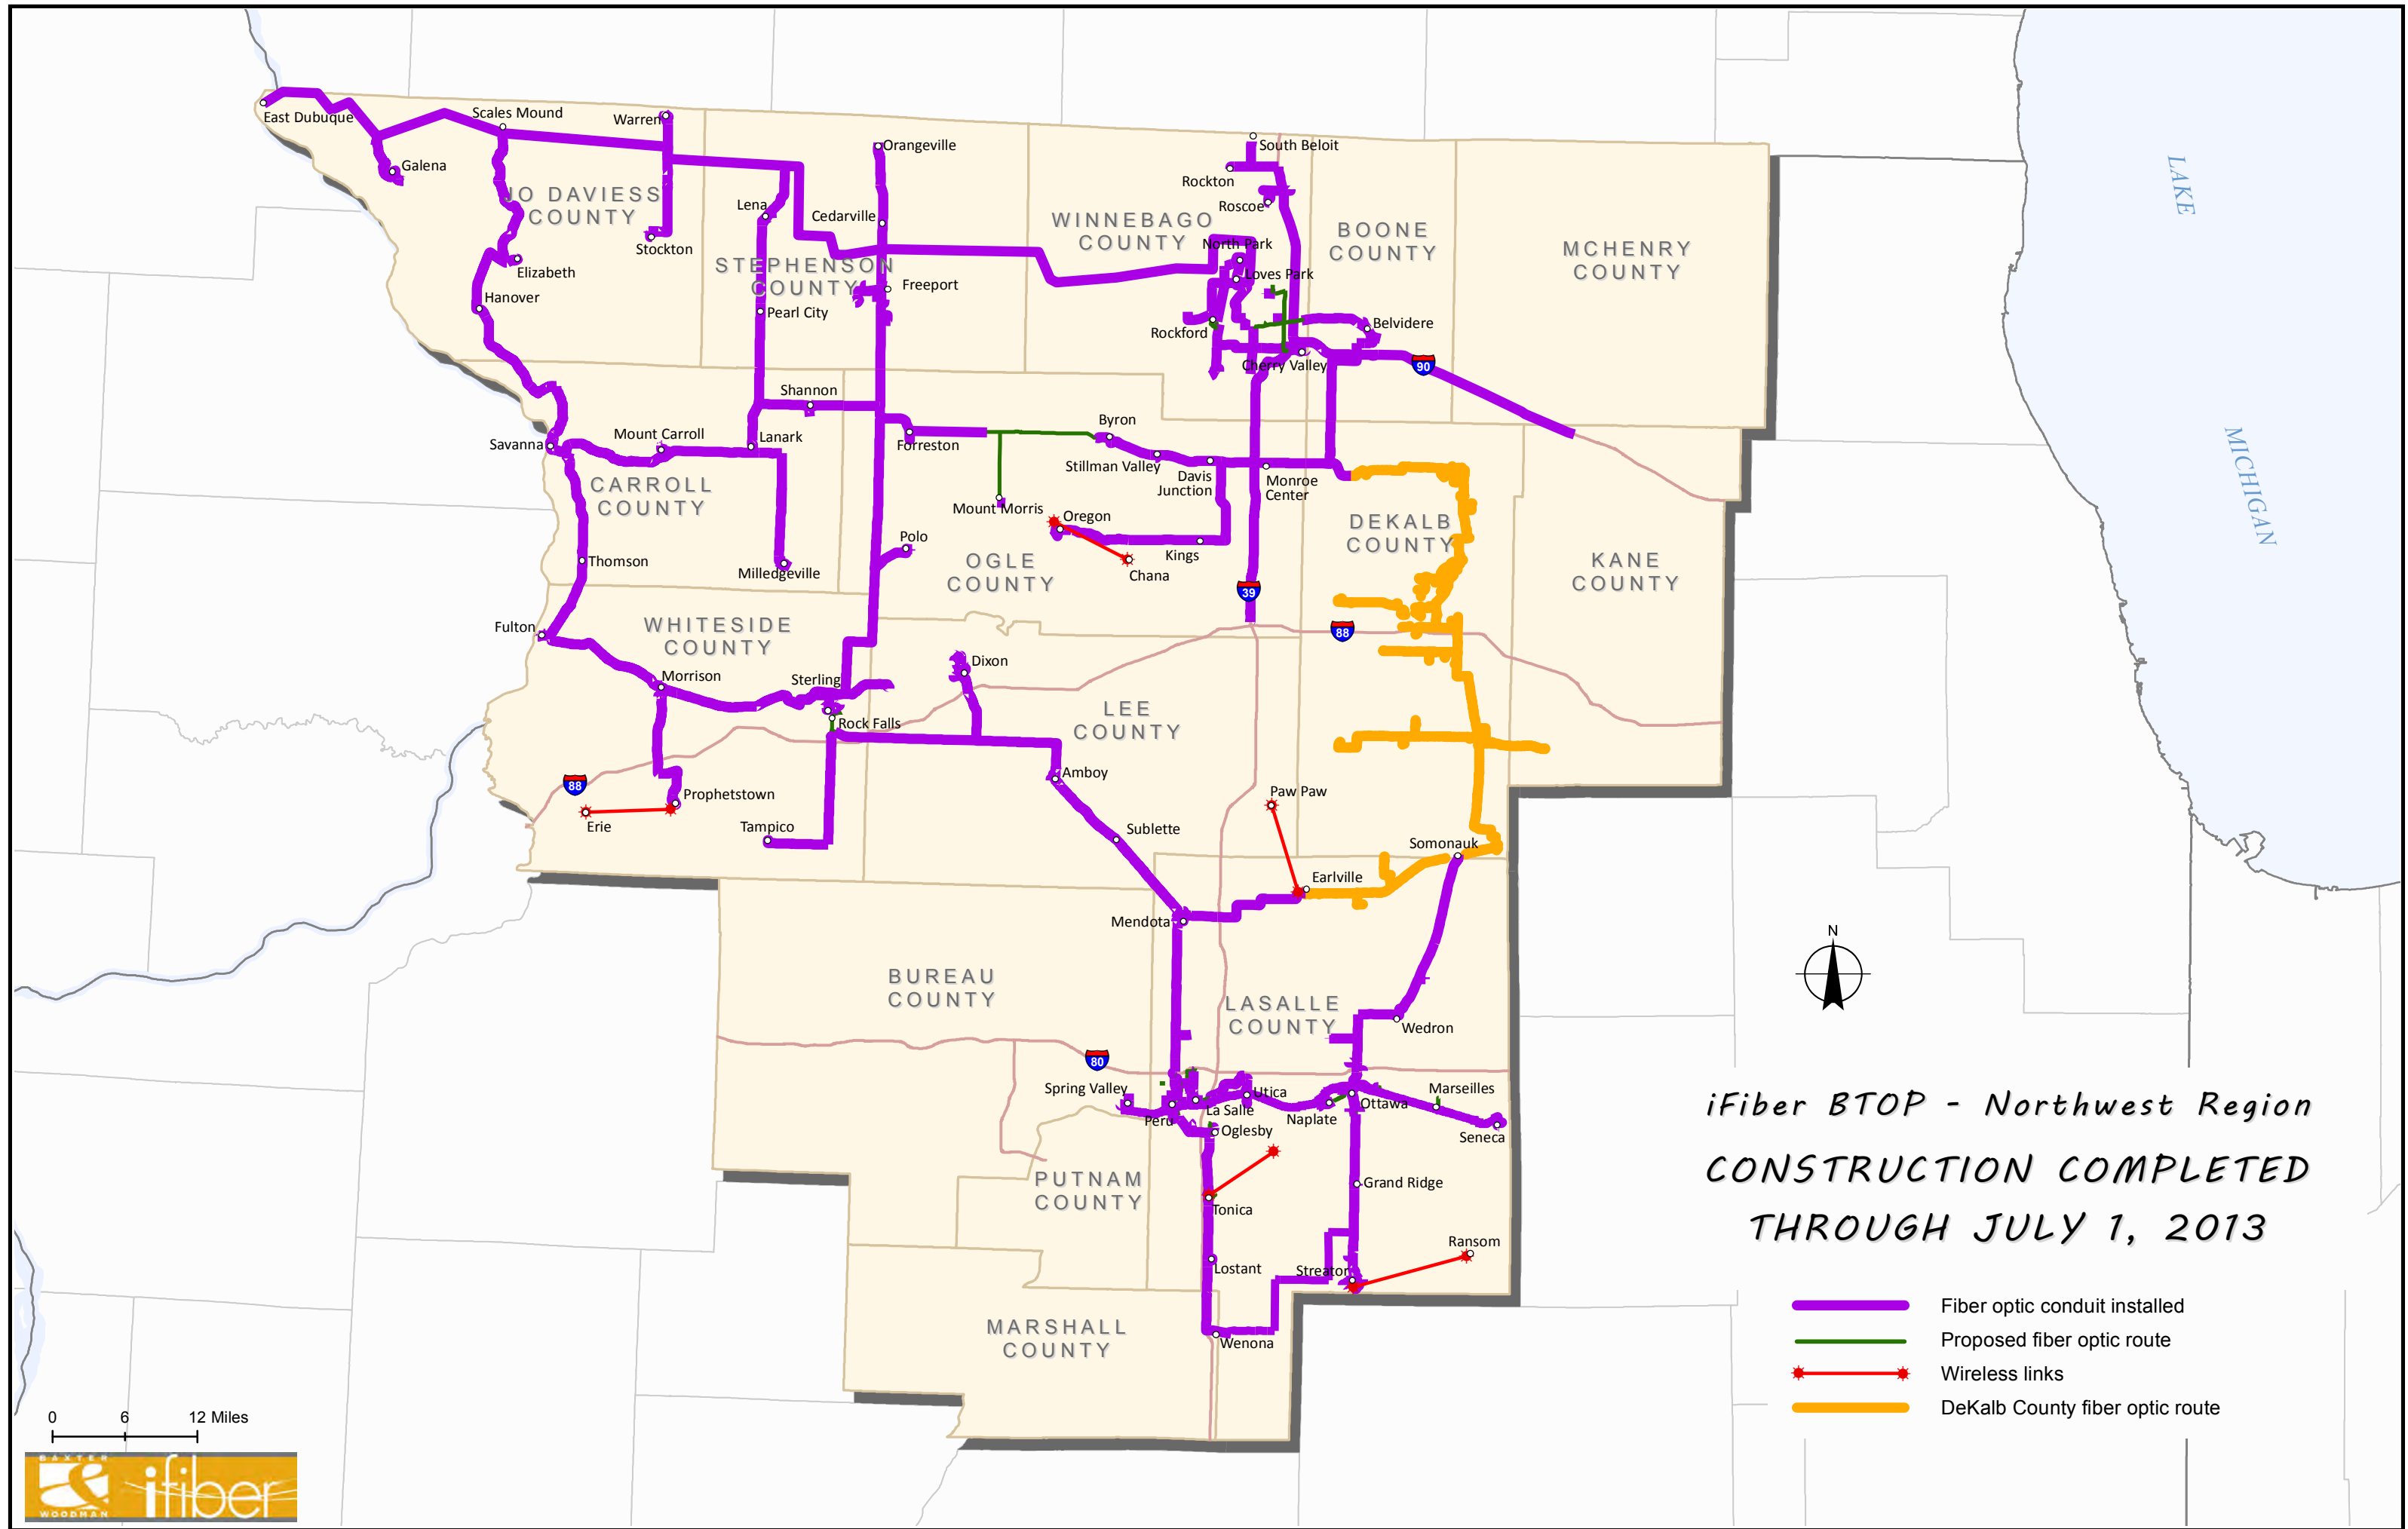 East Dubuque
Scales Mound
Warren
Galena
JO DAVIESS
COUNTY
Stockton
Elizabeth
Hanover
Orangeville
Lena
Cedarville
STEPHENSON
COUNTY
Freeport
Pearl City
South Beloit
Rockton
Roscoe
WINNEBAGO
COUNTY
North Park
Loves Park
Rockford
Cherry Valley
BOONE
COUNTY
Belvidere
90
MCHENRY
COUNTY
LAKE
MICHIGAN
Shannon
Savanna
Mount Carroll
Lanark
CARROLL
COUNTY
Thomson
Milledgeville
Forreston
Byron
Stillman Valley
Davis
Junction
Monroe
Center
Mount Morris
Oregon
Polo
OGLE
COUNTY
Kings
Chana
39
DEKALB
COUNTY
KANE
COUNTY
88
Fulton
WHITESIDE
COUNTY
Morrison
Sterling
Dixon
Rock Falls
LEE
COUNTY
Amboy
88
Prophetstown
Erie
Tampico
Sublette
Paw Paw
Somonauk
Earlville
Mendota
BUREAU
COUNTY
LASALLE
COUNTY
Wedron
80
Spring Valley
Peru
La Salle
Utica
Oglesby
Naplate
Ottawa
Marseilles
Seneca
PUTNAM
COUNTY
Grand Ridge
Tonica
Lostant
Streator
Ransom
Wenona
MARSHALL
COUNTY
N
iFiber BTOP - Northwest Region
CONSTRUCTION COMPLETED
THROUGH JULY 1, 2013
Fiber optic conduit installed
Proposed fiber optic route
Wireless links
DeKalb County fiber optic route
0 6 12 Miles
BAXTER
&
WOODMAN
ifiber